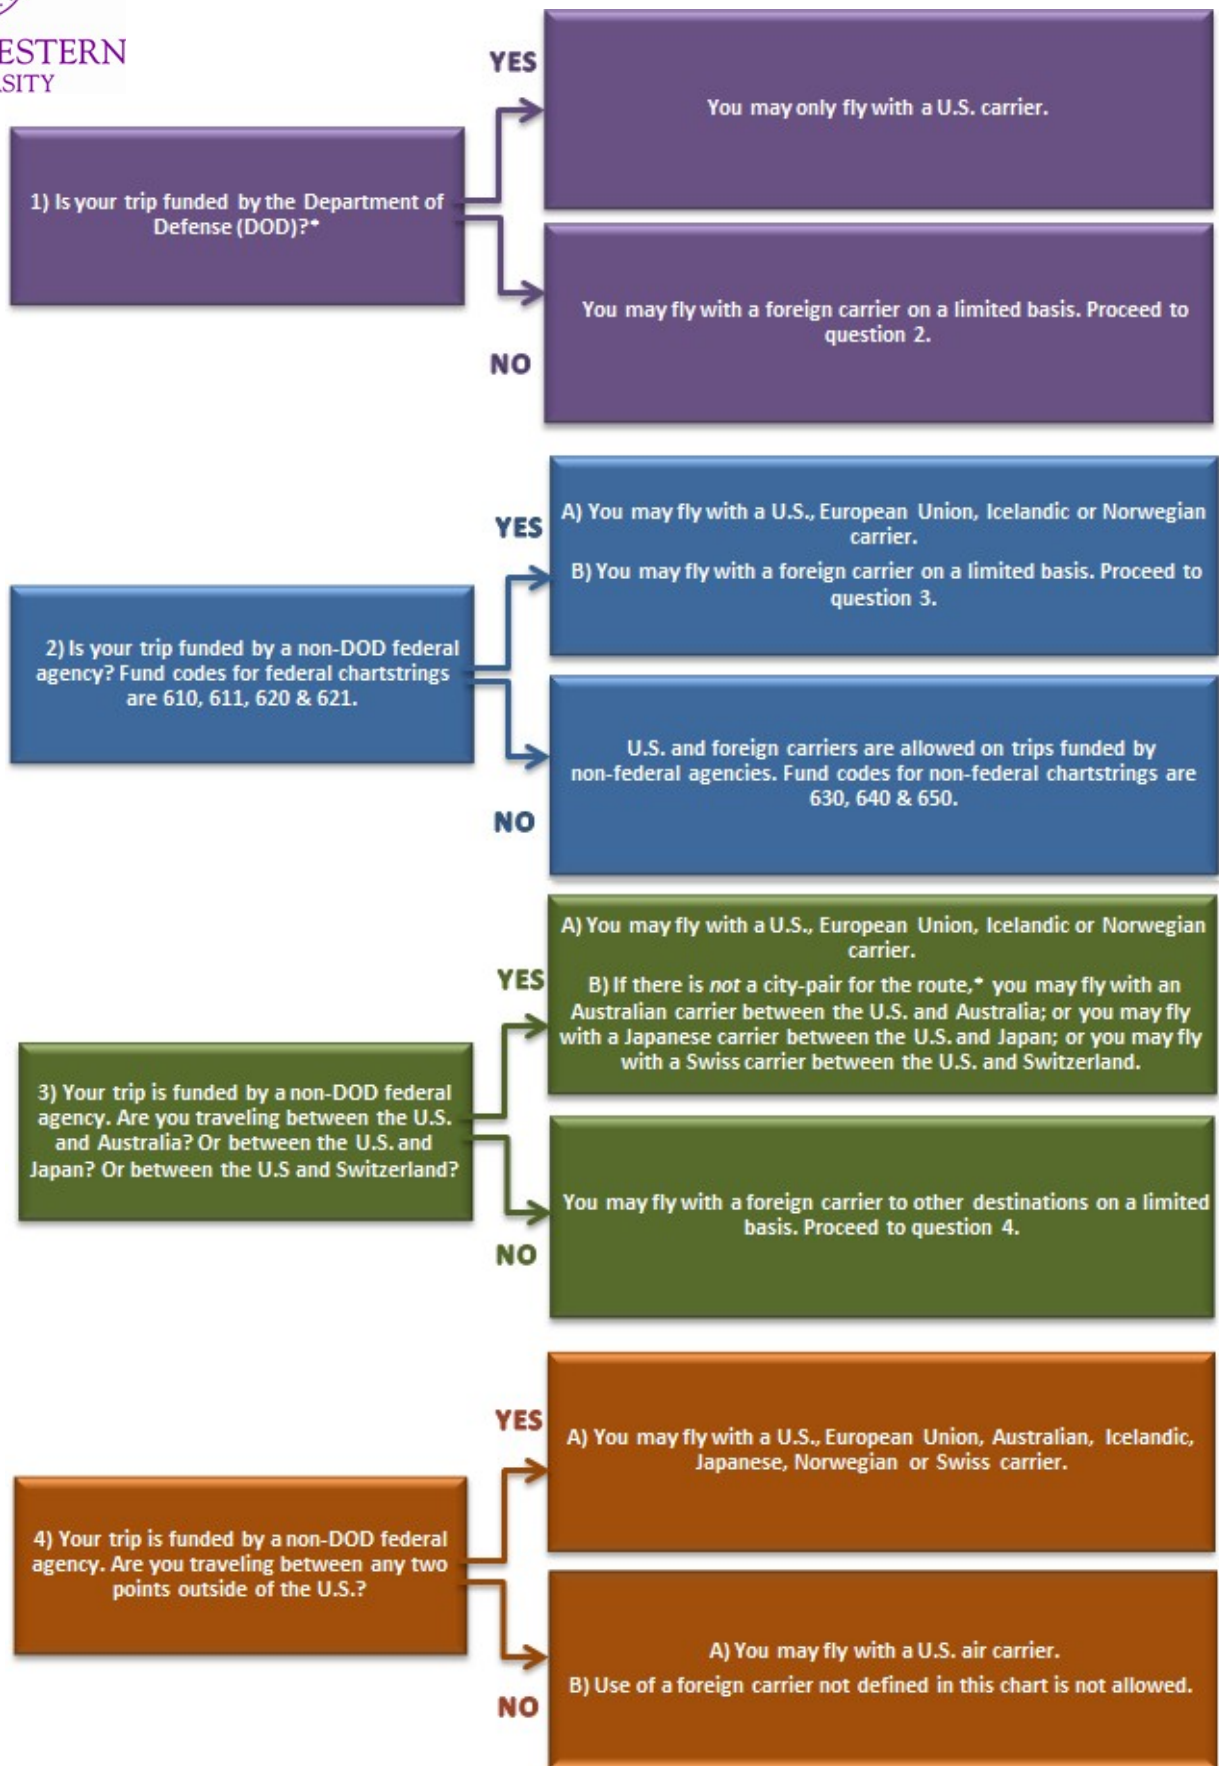 ESTERN
SITY
YES
You may only fly with a U.S. carrier.
1) Is your trip funded by the Department of
Defense (DOD)?*
You may fly with a foreign carrier on a limited basis. Proceed to
question 2.
NO
YES
A) You may fly with a U.S., European Union, Icelandic or Norwegian
carrier.
B) You may fly with a foreign carrier on a limited basis. Proceed to
question 3.
2) Is your trip funded by a non-DOD federal
agency? Fund codes for federal chartstrings
are 610, 611, 620 & 621.
U.S. and foreign carriers are allowed on trips funded by
non-federal agencies. Fund codes for non-federal chartstrings are
630, 640 & 650.
NO
YES
A) You may fly with a U.S., European Union, Icelandic or Norwegian
carrier.
B) If there is not a city-pair for the route,* you may fly with an
Australian carrier between the U.S. and Australia; or you may fly
with a Japanese carrier between the U.S. and Japan; or you may fly
with a Swiss carrier between the U.S. and Switzerland.
3) Your trip is funded by a non-DOD federal
agency. Are you traveling between the U.S.
and Australia? Or between the U.S. and
Japan? Or between the U.S and Switzerland?
You may fly with a foreign carrier to other destinations on a limited
basis. Proceed to question 4.
NO
YES
A) You may fly with a U.S., European Union, Australian, Icelandic,
Japanese, Norwegian or Swiss carrier.
4) Your trip is funded by a non-DOD federal
agency. Are you traveling between any two
points outside of the U.S.?
A) You may fly with a U.S. air carrier.
B) Use of a foreign carrier not defined in this chart is not allowed.
NO